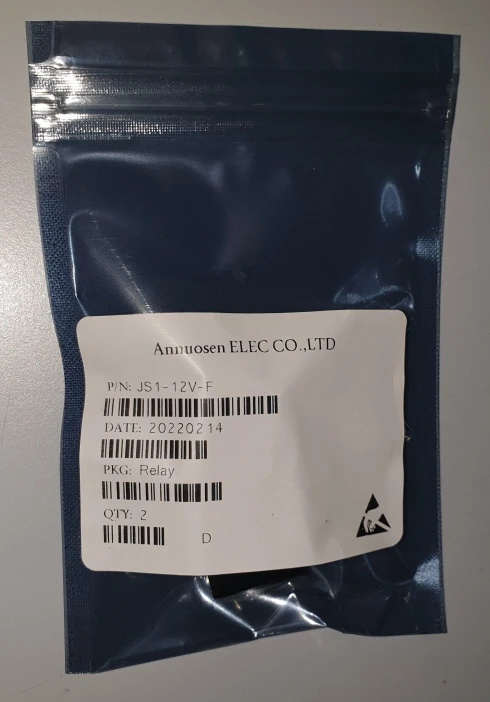 Annuosen ELEC CO.,LTD
P/N: JS1-12V-F
DATE: 20220214
PKG: Relay
QTY: 2
D